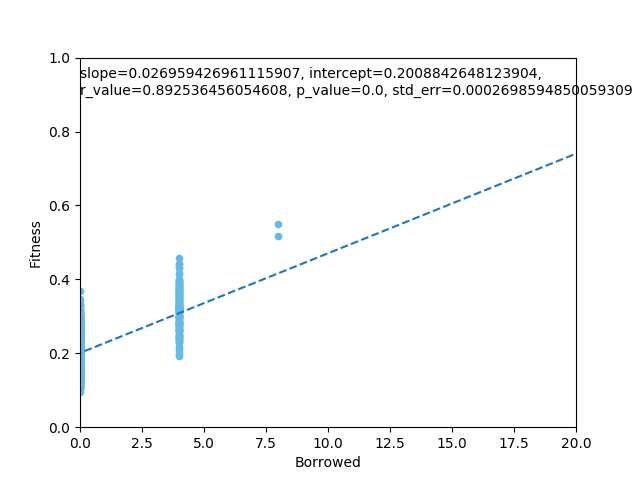 slope=0.026959426961115907, intercept=0.2008842648123904,
r_value=0.892536456054608, p_value=0.0, std_err=0.0002698594850059309
1.0
0.8
0.6
0.4
0.2
0.0
Fitness
0.0 2.5 5.0 7.5 10.0 12.5 15.0 17.5 20.0
Borrowed